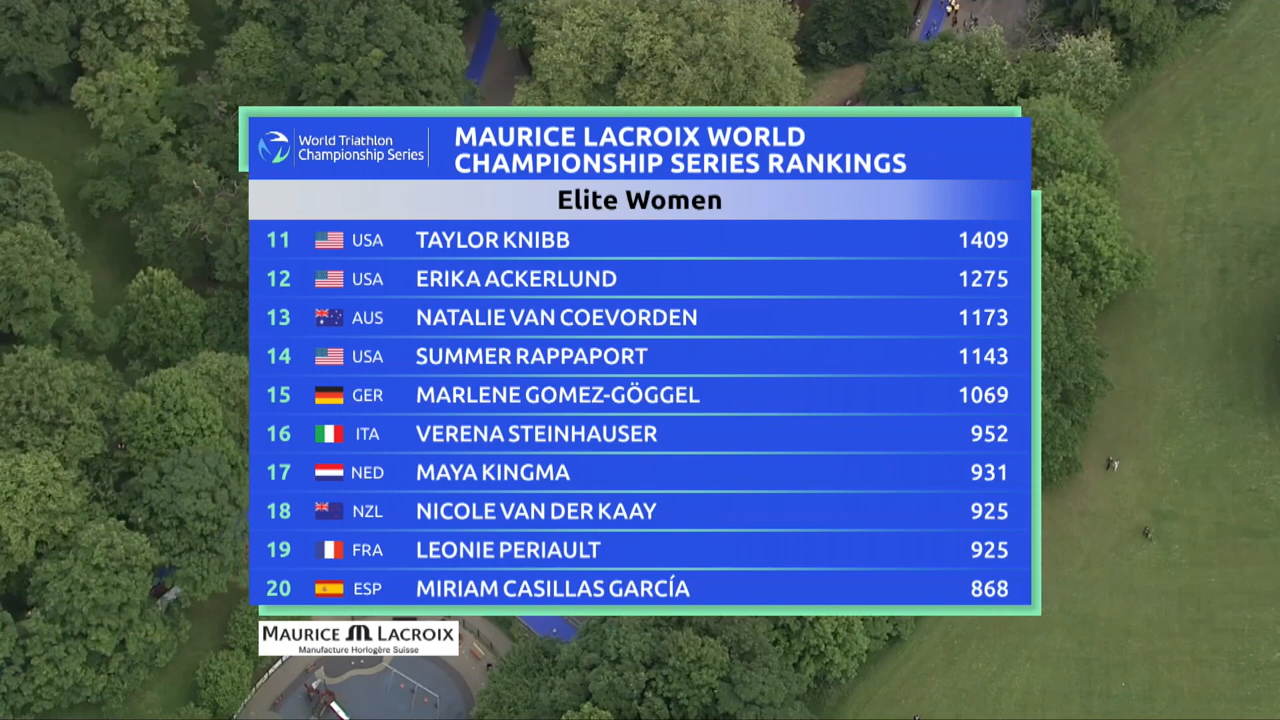 World Triathlon
Championship Series
MAURICE LACROIX WORLD
CHAMPIONSHIP SERIES RANKINGS
Elite Women
11 USA TAYLOR KNIBB 1409
12 USA ERIKA ACKERLUND 1275
13 AUS NATALIE VAN COEVORDEN 1173
14 USA SUMMER RAPPAPORT 1143
15 GER MARLENE GOMEZ-GÖGGEL 1069
16 ITA VERENA STEINHAUSER 952
17 NED MAYA KINGMA 931
18 NZL NICOLE VAN DER KAAY 925
19 FRA LEONIE PERIAULT 925
20 ESP MIRIAM CASILLAS GARCÍA 868
MAURICE LACROIX
Manufacture Horlogère Suisse